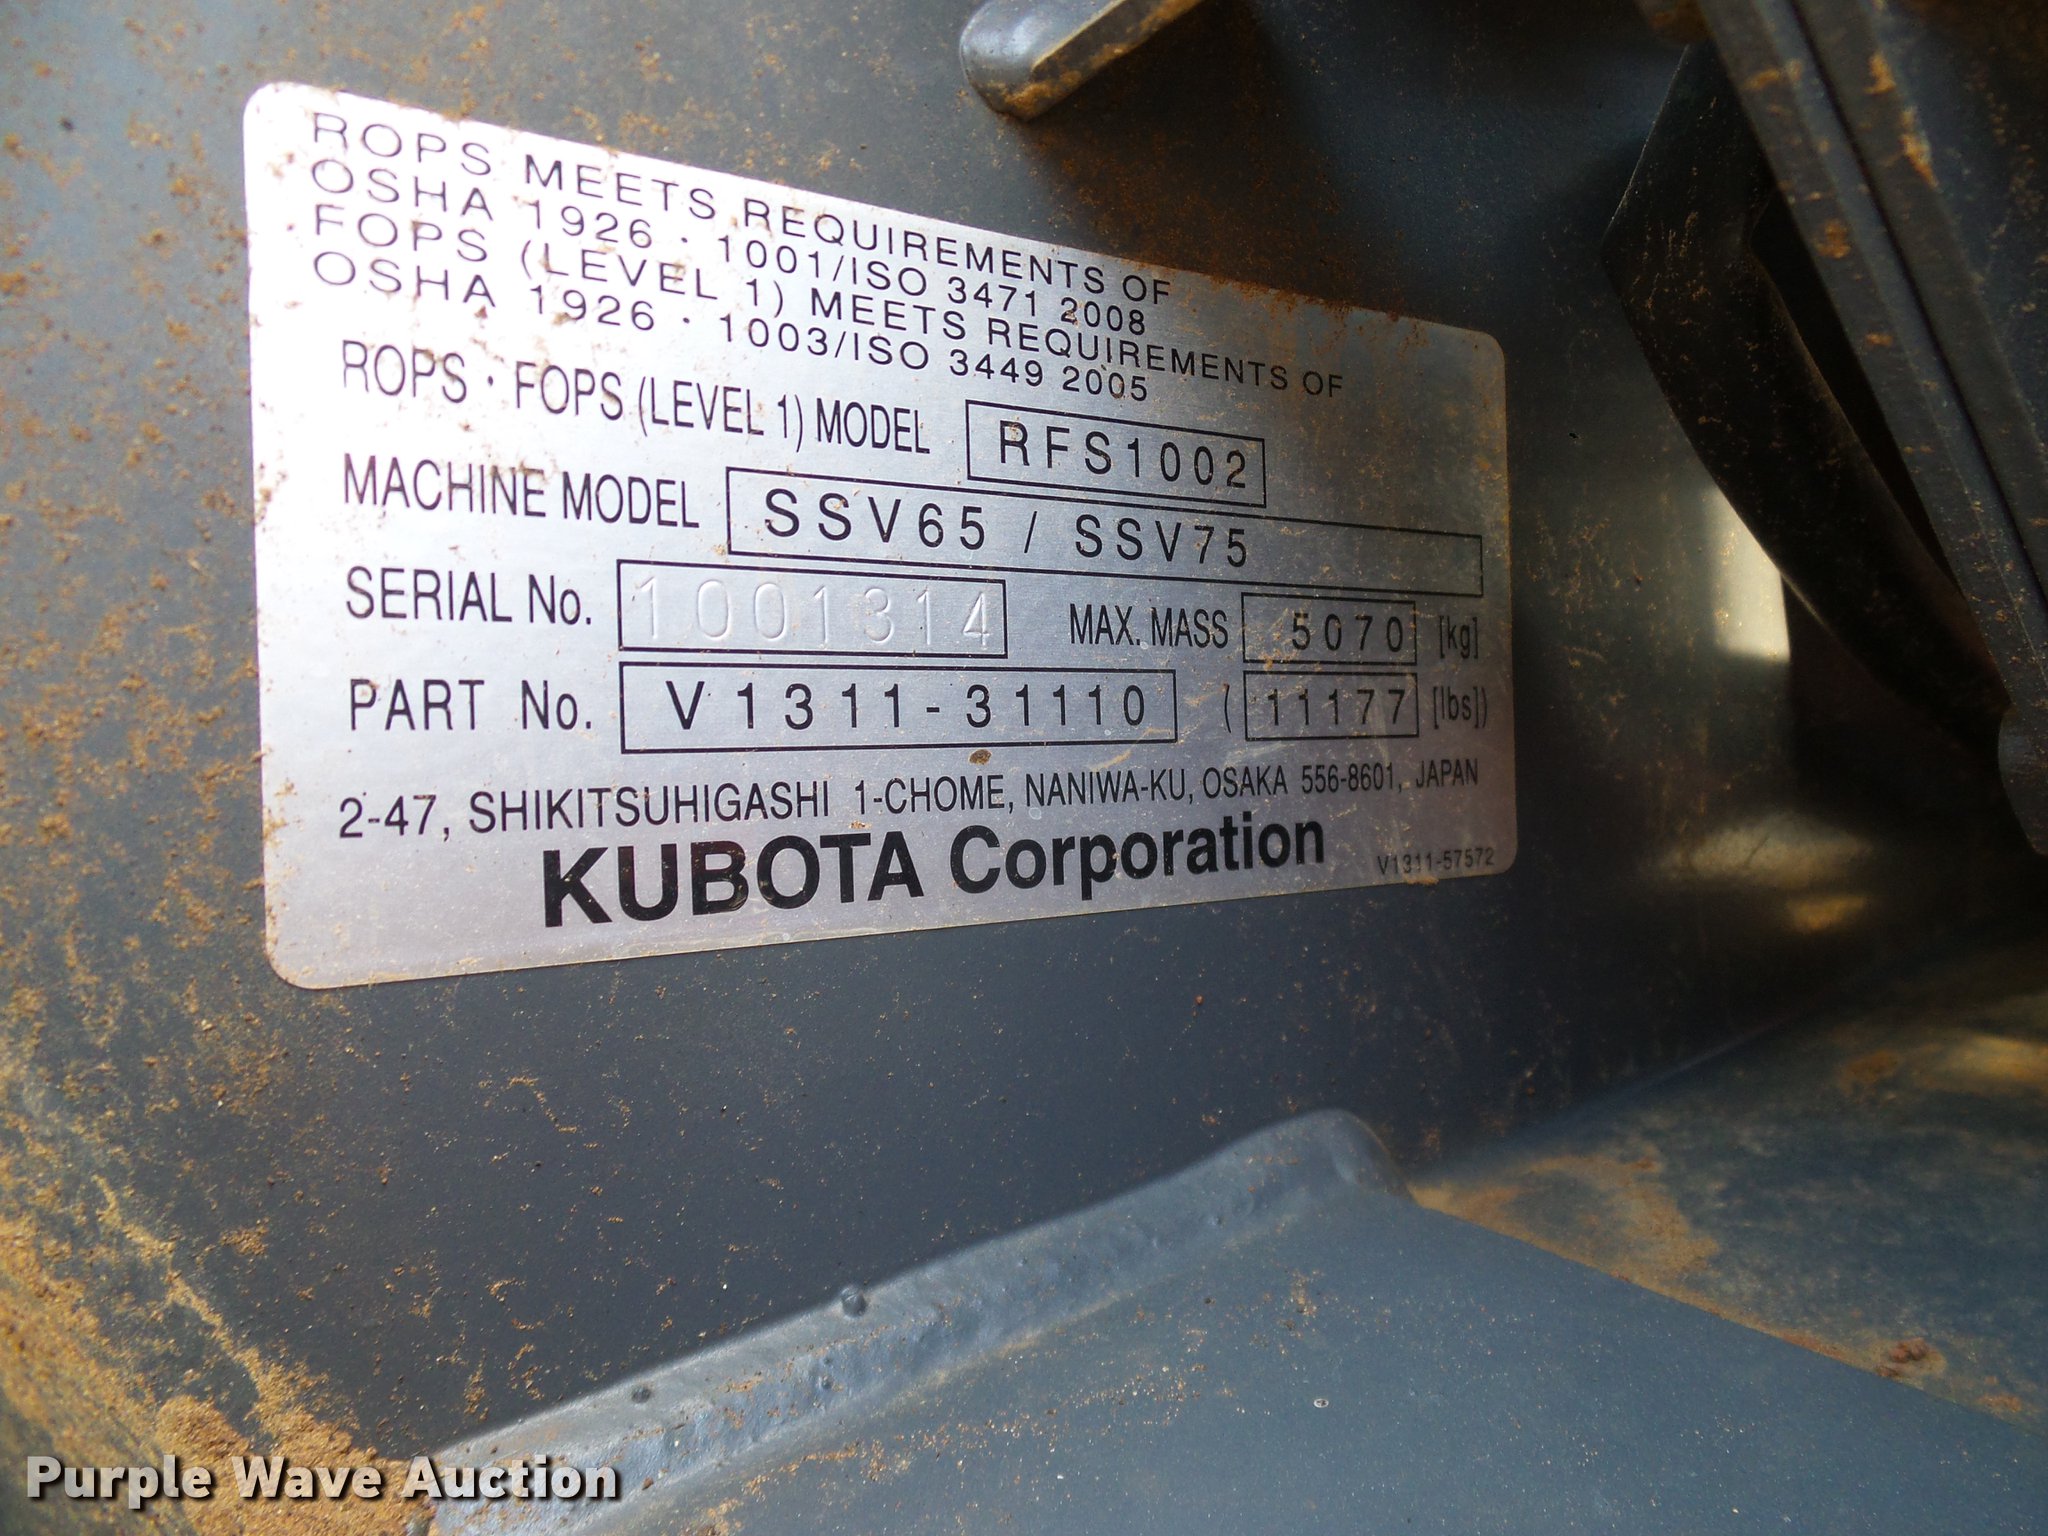 ROPS MEETS REQUIREMENTS OF
OSHA 1926 · 1001/ISO 3471 2008
FOPS (LEVEL 1) MEETS REQUIREMENTS OF
OSHA 1926 · 1003/ISO 3449 2005
ROPS · FOPS (LEVEL 1) MODEL RFS1002
MACHINE MODEL SSV65 / SSV75
SERIAL No. 1001314 MAX. MASS 5070 [kg]
PART No. V1311-31110 (11177 [lbs])
2-47, SHIKITSUHIGASHI 1-CHOME, NANIWA-KU, OSAKA 556-8601, JAPAN
KUBOTA Corporation V1311-57572
Purple Wave Auction